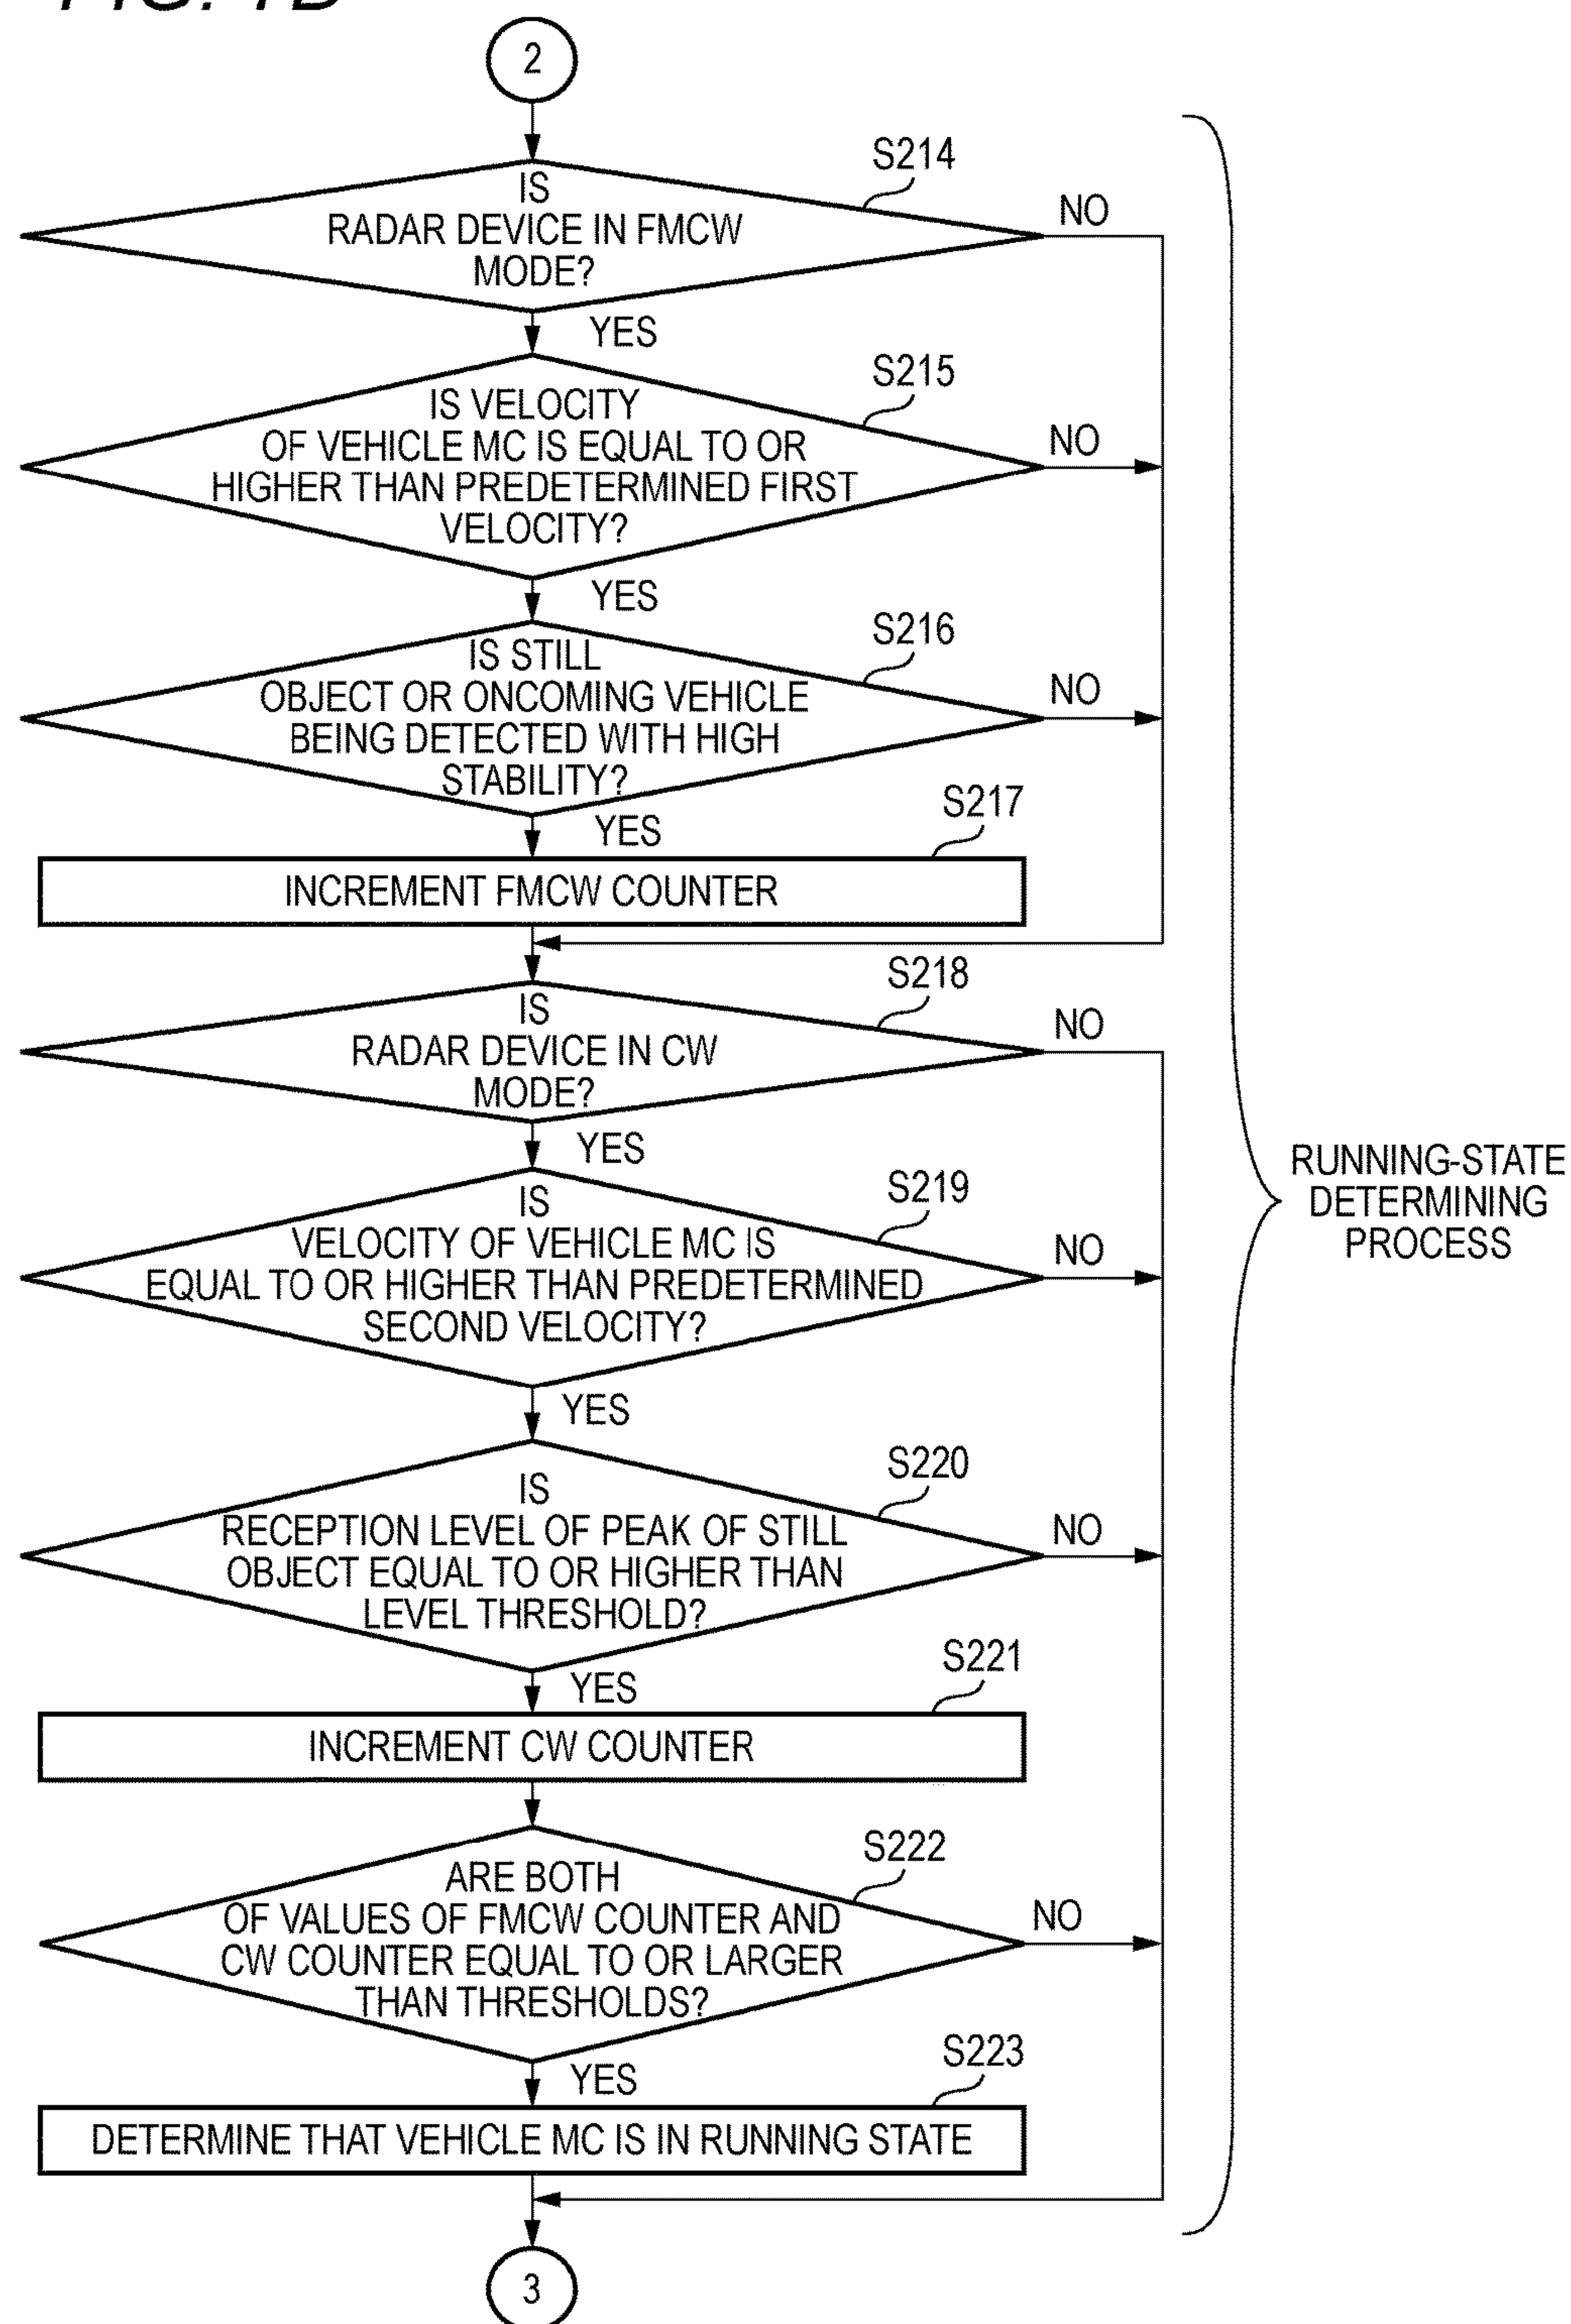 2
S214
IS
RADAR DEVICE IN FMCW
MODE?
NO
YES
S215
IS VELOCITY
OF VEHICLE MC IS EQUAL TO OR
HIGHER THAN PREDETERMINED FIRST
VELOCITY?
NO
YES
S216
IS STILL
OBJECT OR ONCOMING VEHICLE
BEING DETECTED WITH HIGH
STABILITY?
NO
YES
S217
INCREMENT FMCW COUNTER
S218
IS
RADAR DEVICE IN CW
MODE?
NO
YES
S219
IS
VELOCITY OF VEHICLE MC IS
EQUAL TO OR HIGHER THAN PREDETERMINED
SECOND VELOCITY?
NO
YES
RUNNING-STATE
DETERMINING
PROCESS
S220
IS
RECEPTION LEVEL OF PEAK OF STILL
OBJECT EQUAL TO OR HIGHER THAN
LEVEL THRESHOLD?
NO
YES
S221
INCREMENT CW COUNTER
S222
ARE BOTH
OF VALUES OF FMCW COUNTER AND
CW COUNTER EQUAL TO OR LARGER
THAN THRESHOLDS?
NO
YES
S223
DETERMINE THAT VEHICLE MC IS IN RUNNING STATE
3